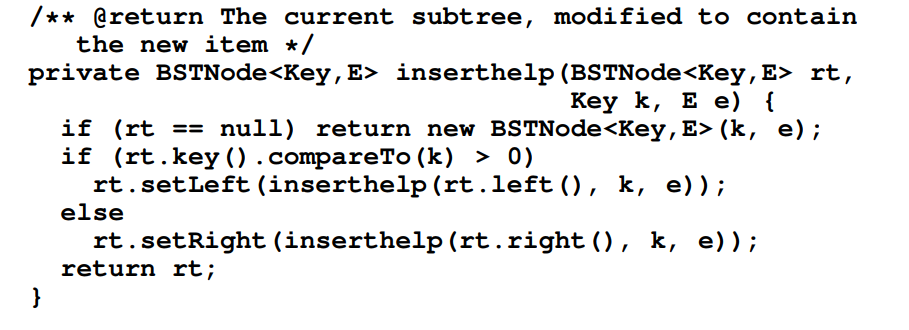 /** @return The current subtree, modified to contain
the new item */
private BSTNode<Key,E> inserthelp(BSTNode<Key,E> rt,
Key k, E e) {
if (rt == null) return new BSTNode<Key,E>(k, e);
if (rt.key().compareTo(k) > 0)
rt.setLeft(inserthelp(rt.left(), k, e));
else
rt.setRight(inserthelp(rt.right(), k, e));
return rt;
}